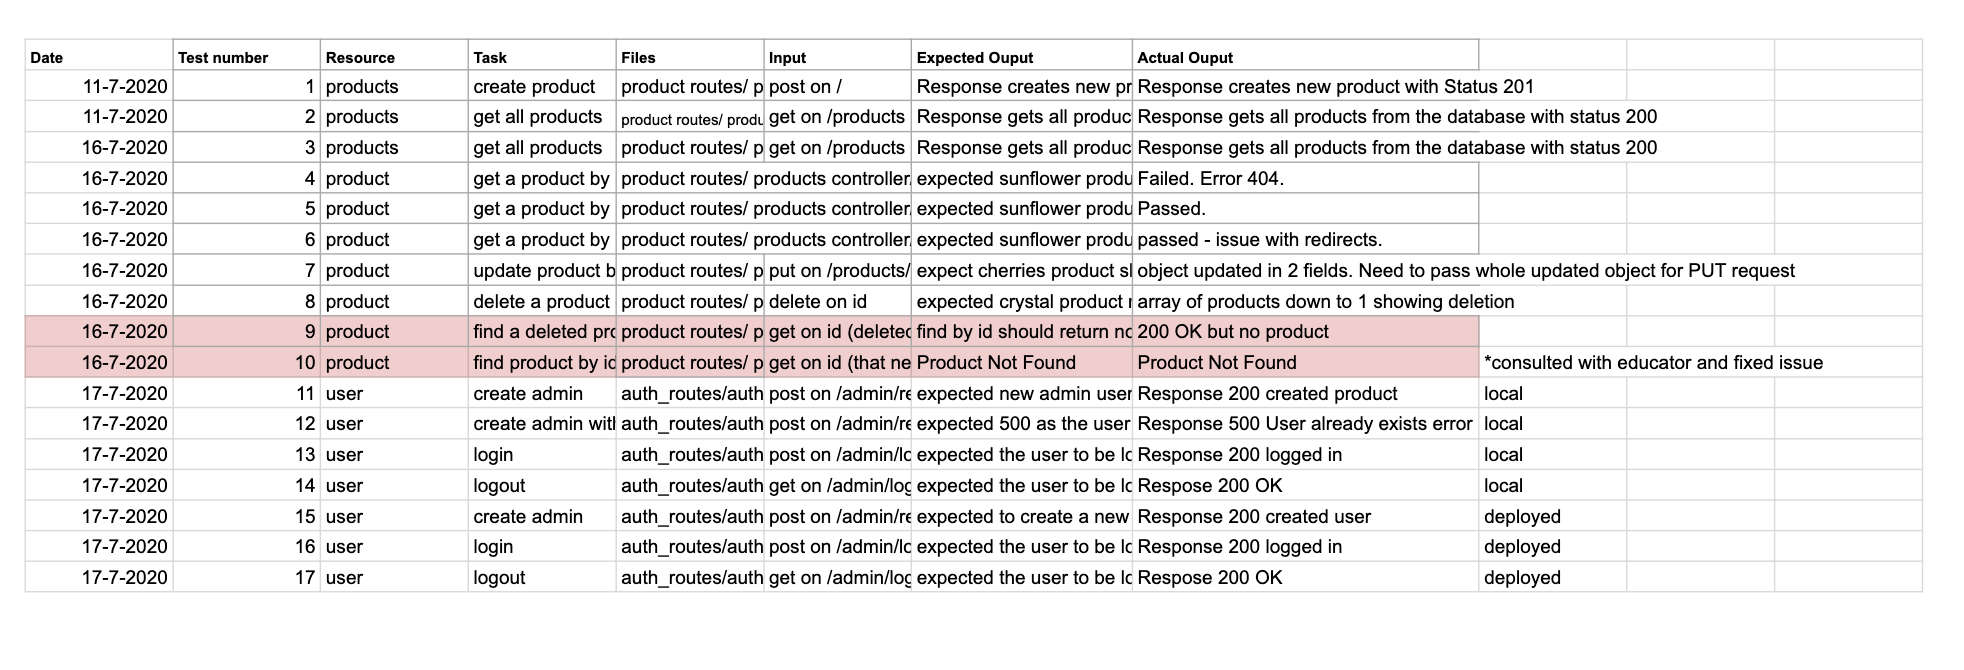 Date Test number Resource Task Files Input Expected Ouput Actual Ouput
11-7-2020 1 products create product product routes/ p post on / Response creates new pr Response creates new product with Status 201
11-7-2020 2 products get all products product routes/ produ get on /products Response gets all produc Response gets all products from the database with status 200
16-7-2020 3 products get all products product routes/ p get on /products Response gets all produc Response gets all products from the database with status 200
16-7-2020 4 product get a product by product routes/ products controller. expected sunflower produ Failed. Error 404.
16-7-2020 5 product get a product by product routes/ products controller. expected sunflower produ Passed.
16-7-2020 6 product get a product by product routes/ products controller. expected sunflower produ passed - issue with redirects.
16-7-2020 7 product update product b product routes/ p put on /products/ expect cherries product sl object updated in 2 fields. Need to pass whole updated object for PUT request
16-7-2020 8 product delete a product product routes/ p delete on id expected crystal product r array of products down to 1 showing deletion
16-7-2020 9 product find a deleted pro product routes/ p get on id (deleted find by id should return no 200 OK but no product
16-7-2020 10 product find product by id product routes/ p get on id (that ne Product Not Found Product Not Found *consulted with educator and fixed issue
17-7-2020 11 user create admin auth_routes/auth post on /admin/re expected new admin user Response 200 created product local
17-7-2020 12 user create admin with auth_routes/auth post on /admin/re expected 500 as the user Response 500 User already exists error local
17-7-2020 13 user login auth_routes/auth post on /admin/lo expected the user to be lo Response 200 logged in local
17-7-2020 14 user logout auth_routes/auth get on /admin/log expected the user to be lo Respose 200 OK local
17-7-2020 15 user create admin auth_routes/auth post on /admin/re expected to create a new Response 200 created user deployed
17-7-2020 16 user login auth_routes/auth post on /admin/lo expected the user to be lo Response 200 logged in deployed
17-7-2020 17 user logout auth_routes/auth get on /admin/log expected the user to be lo Respose 200 OK deployed